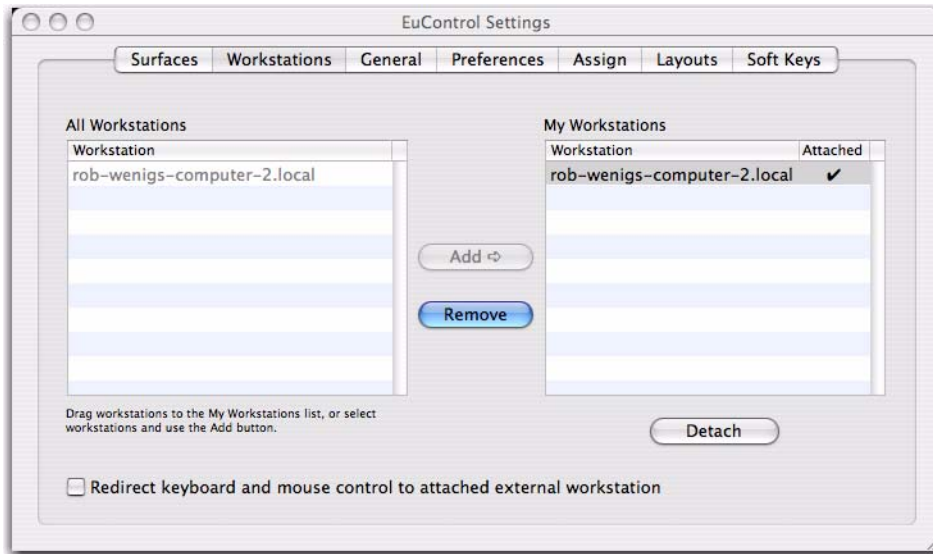 EuControl Settings
Surfaces Workstations General Preferences Assign Layouts Soft Keys
All Workstations
Workstation
rob-wenigs-computer-2.local
Drag workstations to the My Workstations list, or select
workstations and use the Add button.
Add ⇨
Remove
My Workstations
Workstation Attached
rob-wenigs-computer-2.local ✔
Detach
Redirect keyboard and mouse control to attached external workstation